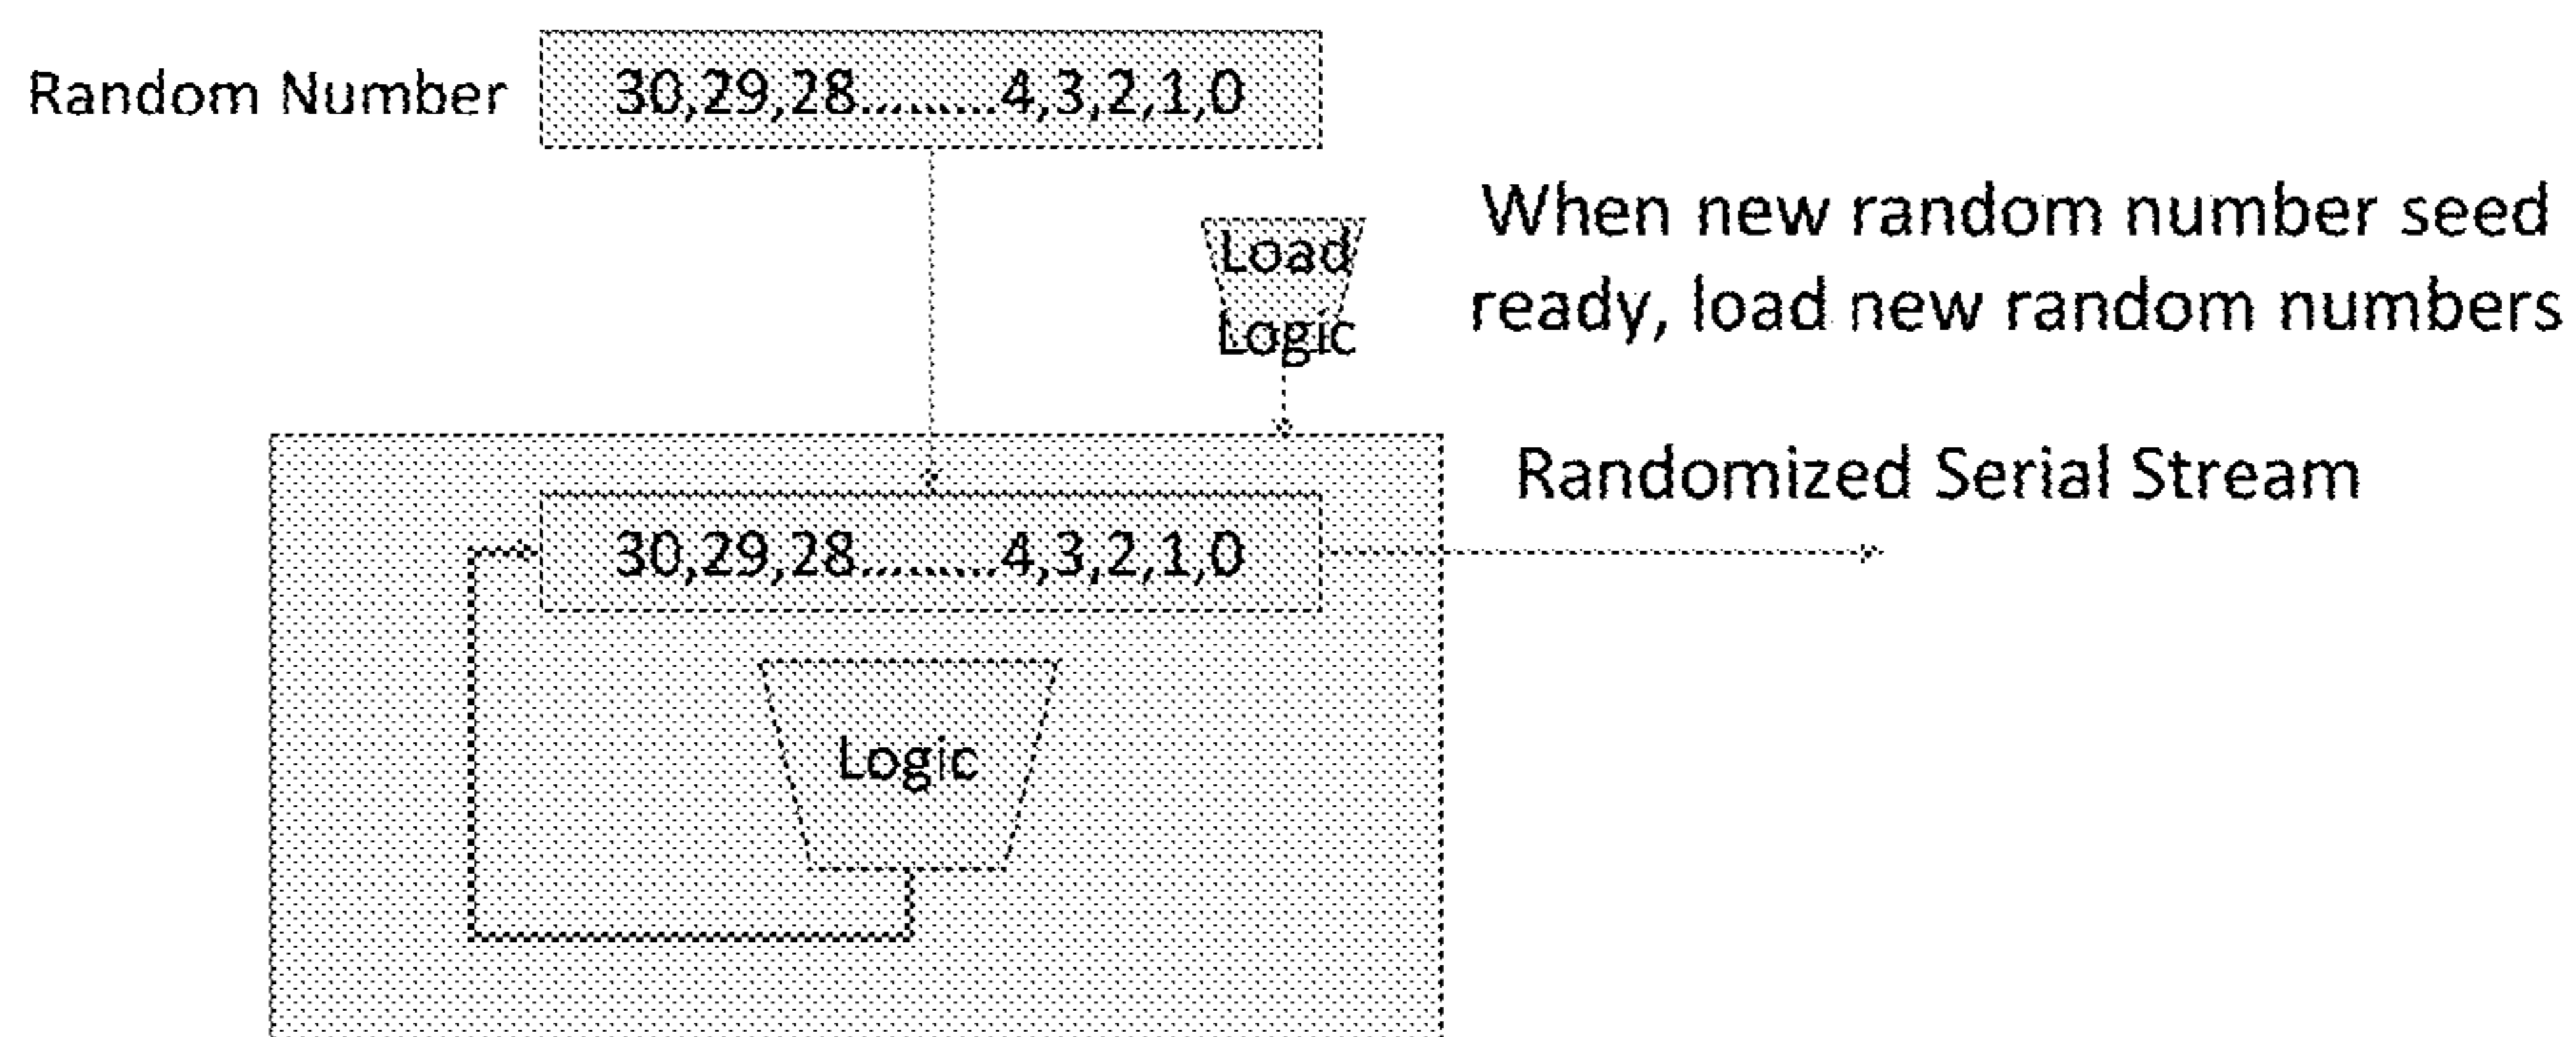 Random Number
30,29,28.........4,3,2,1,0
Load
Logic
When new random number seed
ready, load new random numbers
Randomized Serial Stream
30,29,28.........4,3,2,1,0
Logic